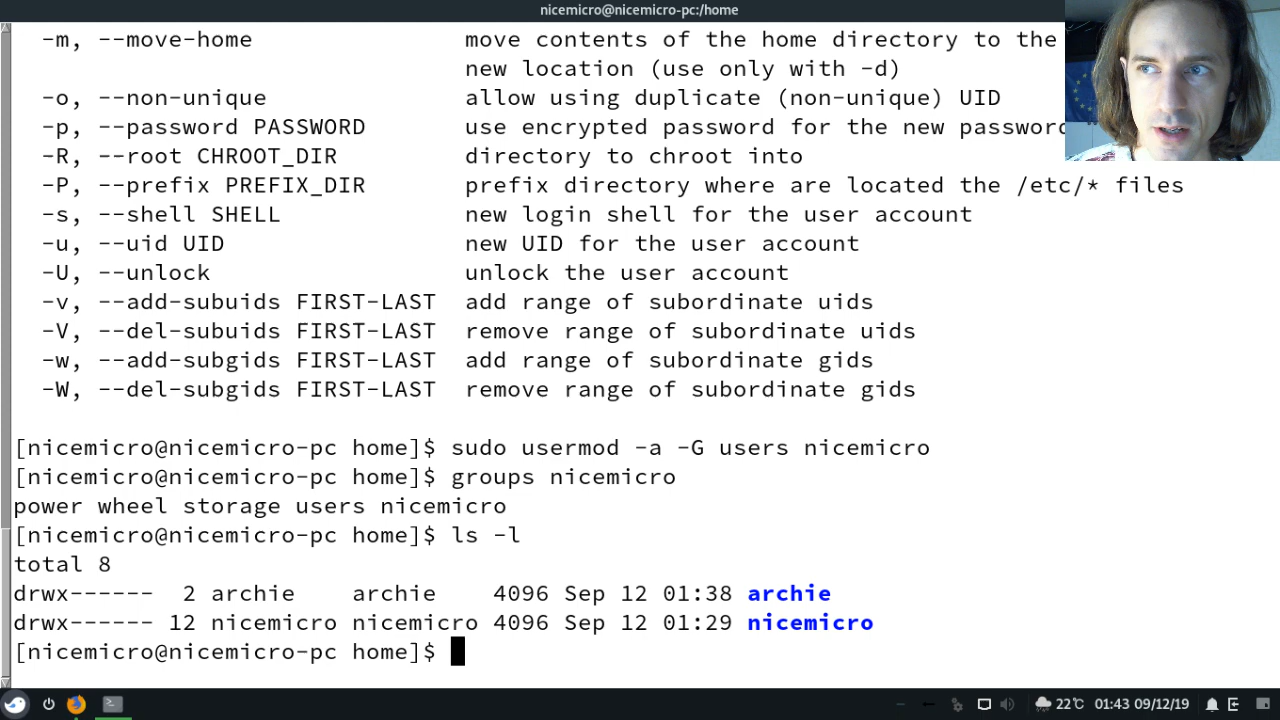 nicemicro@nicemicro-pc:/home
-m, --move-home move contents of the home directory to the
new location (use only with -d)
-o, --non-unique allow using duplicate (non-unique) UID
-p, --password PASSWORD use encrypted password for the new password
-R, --root CHROOT_DIR directory to chroot into
-P, --prefix PREFIX_DIR prefix directory where are located the /etc/* files
-s, --shell SHELL new login shell for the user account
-u, --uid UID new UID for the user account
-U, --unlock unlock the user account
-v, --add-subuids FIRST-LAST add range of subordinate uids
-V, --del-subuids FIRST-LAST remove range of subordinate uids
-w, --add-subgids FIRST-LAST add range of subordinate gids
-W, --del-subgids FIRST-LAST remove range of subordinate gids
[nicemicro@nicemicro-pc home]$ sudo usermod -a -G users nicemicro
[nicemicro@nicemicro-pc home]$ groups nicemicro
power wheel storage users nicemicro
[nicemicro@nicemicro-pc home]$ ls -l
total 8
drwx------ 2 archie archie 4096 Sep 12 01:38 archie
drwx------ 12 nicemicro nicemicro 4096 Sep 12 01:29 nicemicro
[nicemicro@nicemicro-pc home]$
22℃ 01:43 09/12/19